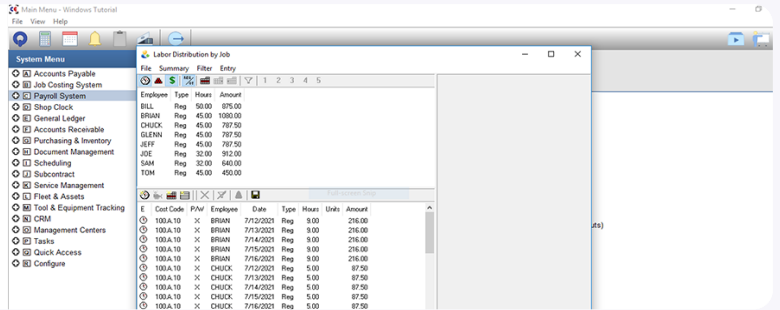 Main Menu - Windows Tutorial
File View Help
System Menu
A Accounts Payable
B Job Costing System
C Payroll System
D Shop Clock
E General Ledger
F Accounts Receivable
G Purchasing & Inventory
H Document Management
I Scheduling
J Subcontract
K Service Management
L Fleet & Assets
M Tool & Equipment Tracking
N CRM
O Management Centers
P Tasks
Q Quick Access
R Configure
Labor Distribution by Job
File Summary Filter Entry
1 2 3 4 5
Employee Type Hours Amount
BILL Reg 50.00 875.00
BRIAN Reg 45.00 1080.00
CHUCK Reg 45.00 787.50
GLENN Reg 45.00 787.50
JEFF Reg 45.00 787.50
JOE Reg 32.00 912.00
SAM Reg 32.00 640.00
TOM Reg 45.00 450.00
Full-screen Snip
E Cost Code P/W Employee Date Type Hours Units Amount
100.A.10 X BRIAN 7/12/2021 Reg 9.00 216.00
100.A.10 X BRIAN 7/13/2021 Reg 9.00 216.00
100.A.10 X BRIAN 7/14/2021 Reg 9.00 216.00
100.A.10 X BRIAN 7/15/2021 Reg 9.00 216.00
100.A.10 X BRIAN 7/16/2021 Reg 9.00 216.00
100.A.10 X CHUCK 7/12/2021 Reg 5.00 87.50
100.A.10 X CHUCK 7/13/2021 Reg 5.00 87.50
100.A.10 X CHUCK 7/14/2021 Reg 5.00 87.50
100.A.10 X CHUCK 7/15/2021 Reg 5.00 87.50
100.A.10 X CHUCK 7/16/2021 Reg 5.00 87.50
uts)